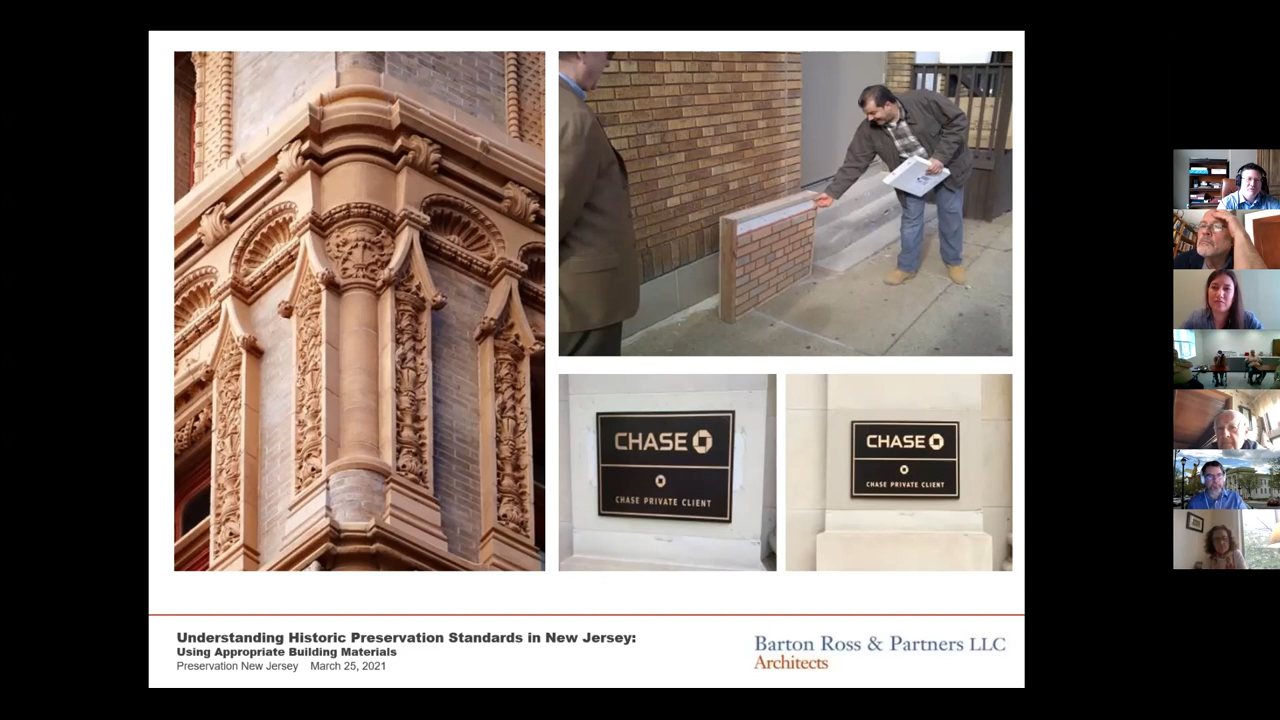 CHASE
CHASE PRIVATE CLIENT
CHASE
CHASE PRIVATE CLIENT
Understanding Historic Preservation Standards in New Jersey:
Using Appropriate Building Materials
Preservation New Jersey March 25, 2021
Barton Ross & Partners LLC
Architects